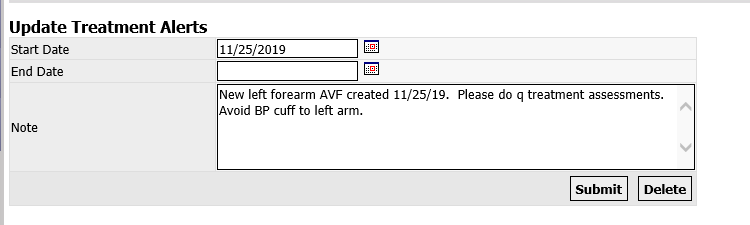 Update Treatment Alerts
Start Date 11/25/2019
End Date
Note New left forearm AVF created 11/25/19.  Please do q treatment assessments.
Avoid BP cuff to left arm.
Submit Delete